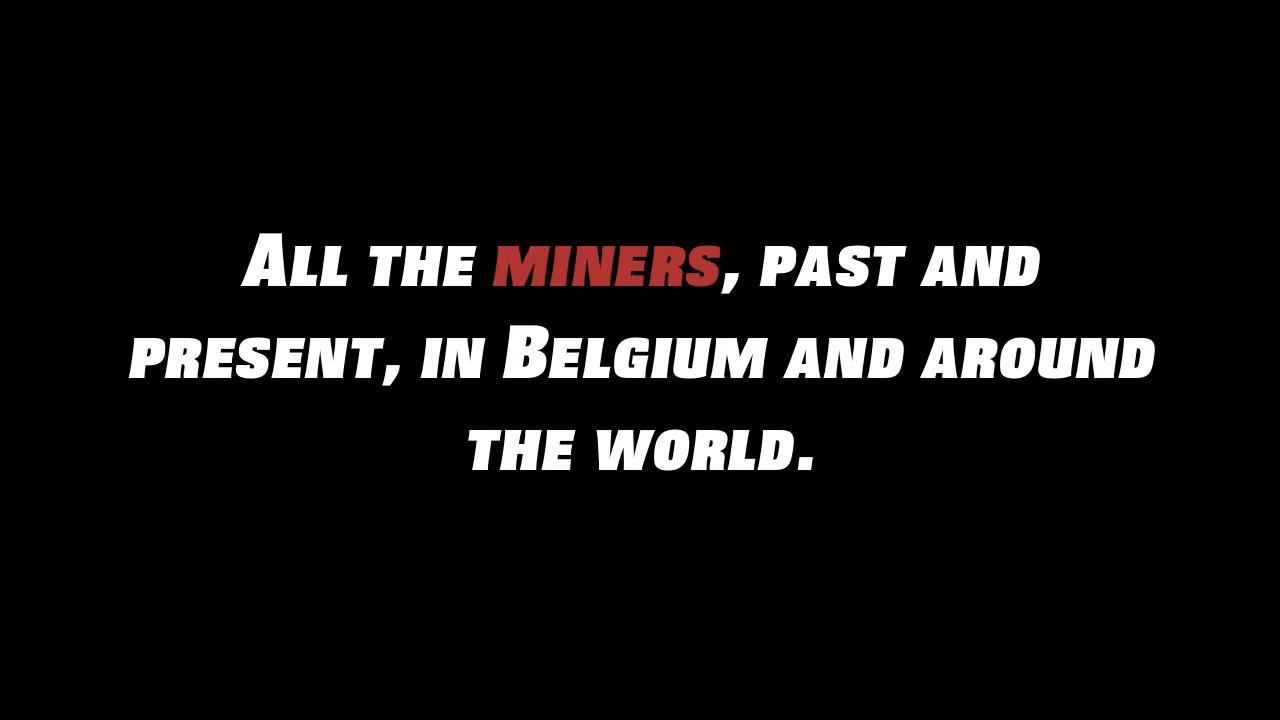 All the miners, past and
present, in Belgium and around
the world.